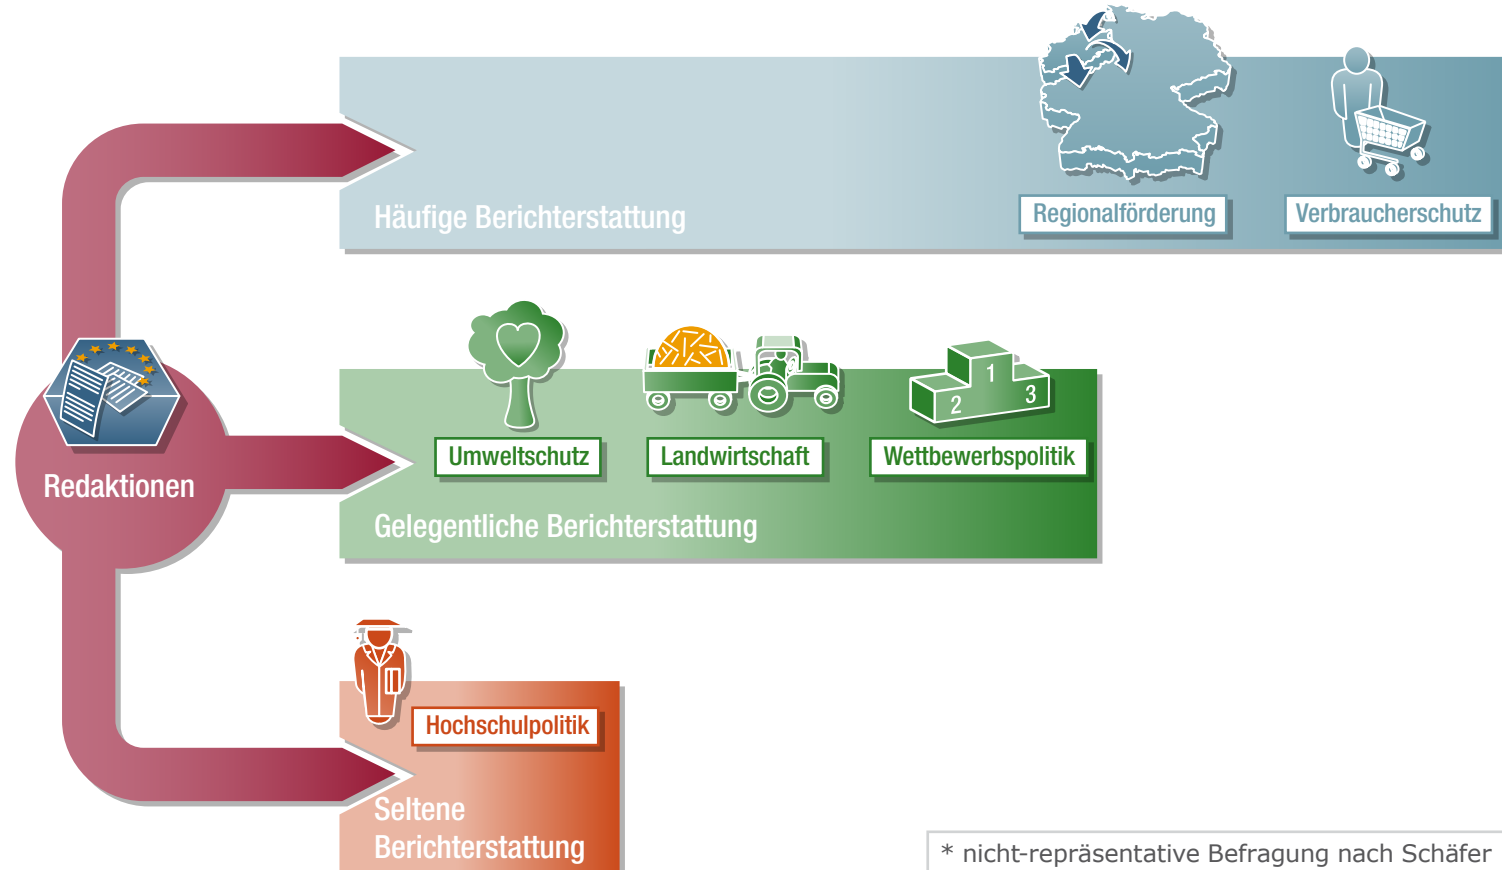 Regionalförderung
Verbraucherschutz
Häufige Berichterstattung
1
2
3
Umweltschutz
Landwirtschaft
Wettbewerbspolitik
Redaktionen
Gelegentliche Berichterstattung
Hochschulpolitik
Seltene
Berichterstattung
* nicht-repräsentative Befragung nach Schäfer